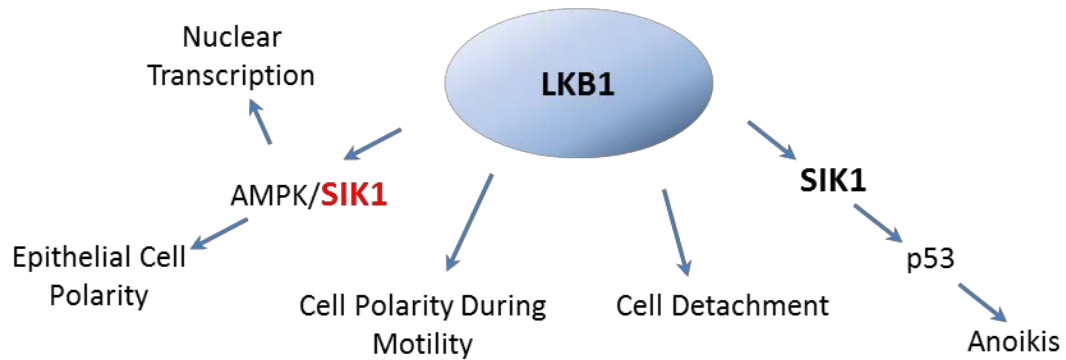 Nuclear
Transcription
LKB1
AMPK/SIK1
SIK1
Epithelial Cell
Polarity
Cell Polarity During
Motility
Cell Detachment
p53
Anoikis